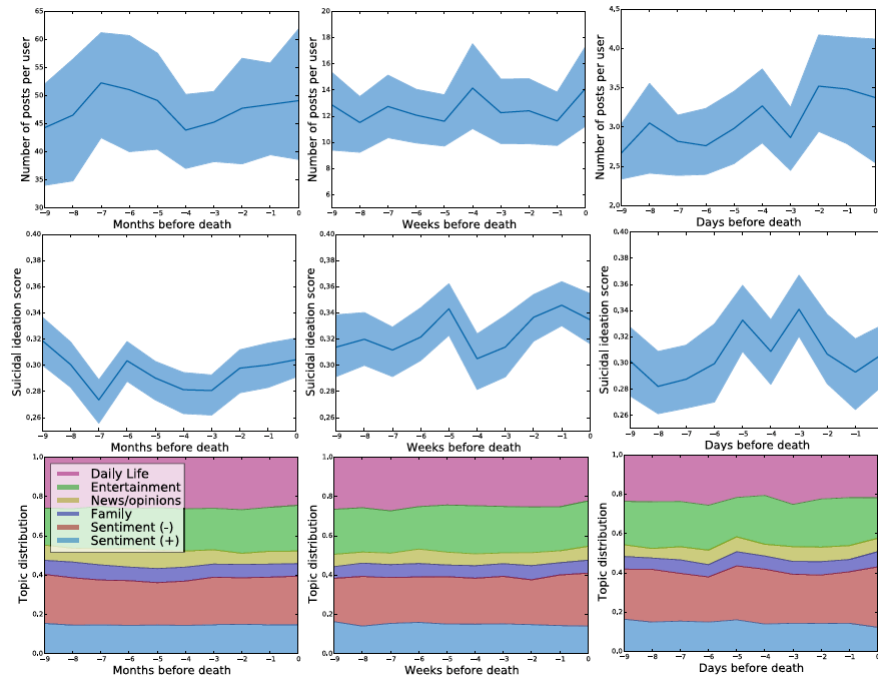 Number of posts per user
65
60
55
50
45
40
35
30
−9 −8 −7 −6 −5 −4 −3 −2 −1 0
Months before death
Number of posts per user
20
18
16
14
12
10
8
6
−9 −8 −7 −6 −5 −4 −3 −2 −1 0
Weeks before death
Number of posts per user
4.5
4.0
3.5
3.0
2.5
2.0
−9 −8 −7 −6 −5 −4 −3 −2 −1 0
Days before death
Suicidal ideation score
0.40
0.38
0.36
0.34
0.32
0.30
0.28
0.26
−9 −8 −7 −6 −5 −4 −3 −2 −1 0
Months before death
Suicidal ideation score
0.40
0.38
0.36
0.34
0.32
0.30
0.28
0.26
−9 −8 −7 −6 −5 −4 −3 −2 −1 0
Weeks before death
Suicidal ideation score
0.40
0.38
0.36
0.34
0.32
0.30
0.28
0.26
−9 −8 −7 −6 −5 −4 −3 −2 −1 0
Days before death
Topic distribution
1.0
0.8
0.6
0.4
0.2
0.0
Daily Life
Entertainment
News/opinions
Family
Sentiment (-)
Sentiment (+)
−9 −8 −7 −6 −5 −4 −3 −2 −1 0
Months before death
Topic distribution
1.0
0.8
0.6
0.4
0.2
0.0
−9 −8 −7 −6 −5 −4 −3 −2 −1 0
Weeks before death
Topic distribution
1.0
0.8
0.6
0.4
0.2
0.0
−9 −8 −7 −6 −5 −4 −3 −2 −1 0
Days before death